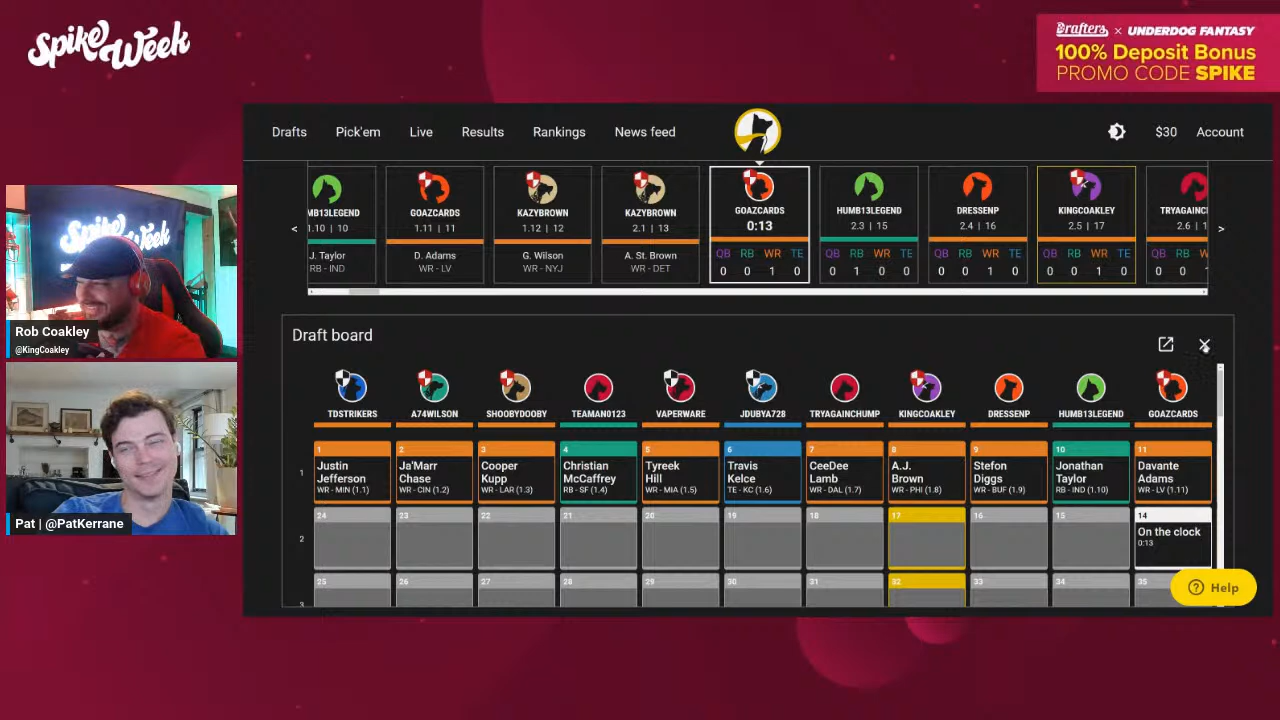 Spike Week
Drafters x UNDERDOG FANTASY
100% Deposit Bonus
PROMO CODE SPIKE
Drafts Pick'em Live Results Rankings News feed $30 Account
MB13LEGEND GOAZCARDS KAZYBROWN KAZYBROWN GOAZCARDS HUMB13LEGEND DRESSENP KINGCOAKLEY TRYAGAINC
1.10 | 10 1.11 | 11 1.12 | 12 2.1 | 13 0:13 2.3 | 15 2.4 | 16 2.5 | 17 2.6 | 1
J. Taylor D. Adams G. Wilson A. St. Brown QB RB WR TE QB RB WR TE QB RB WR TE QB RB WR TE QB RB W
RB - IND WR - LV WR - NYJ WR - DET 0 0 1 0 0 1 0 0 0 0 1 0 0 0 1 0 0 0
< >
Spike Week
Rob Coakley
@KingCoakley
Pat | @PatKerrane
Draft board
TDSTRIKERS A74WILSON SHOOBYDOOBY TEAMAN0123 VAPERWARE JDUBYA728 TRYAGAINCHUMP KINGCOAKLEY DRESSENP HUMB13LEGEND GOAZCARDS
1 2 3 4 5 6 7 8 9 10 11
1 Justin Ja'Marr Cooper Christian Tyreek Travis CeeDee A.J. Stefon Jonathan Davante
Jefferson Chase Kupp McCaffrey Hill Kelce Lamb Brown Diggs Taylor Adams
WR - MIN (1.1) WR - CIN (1.2) WR - LAR (1.3) RB - SF (1.4) WR - MIA (1.5) TE - KC (1.6) WR - DAL (1.7) WR - PHI (1.8) WR - BUF (1.9) RB - IND (1.10) WR - LV (1.11)
24 23 22 21 20 19 18 17 16 15 14
2 On the clock
0:13
25 26 27 28 29 30 31 32 33 34 35
3
Help